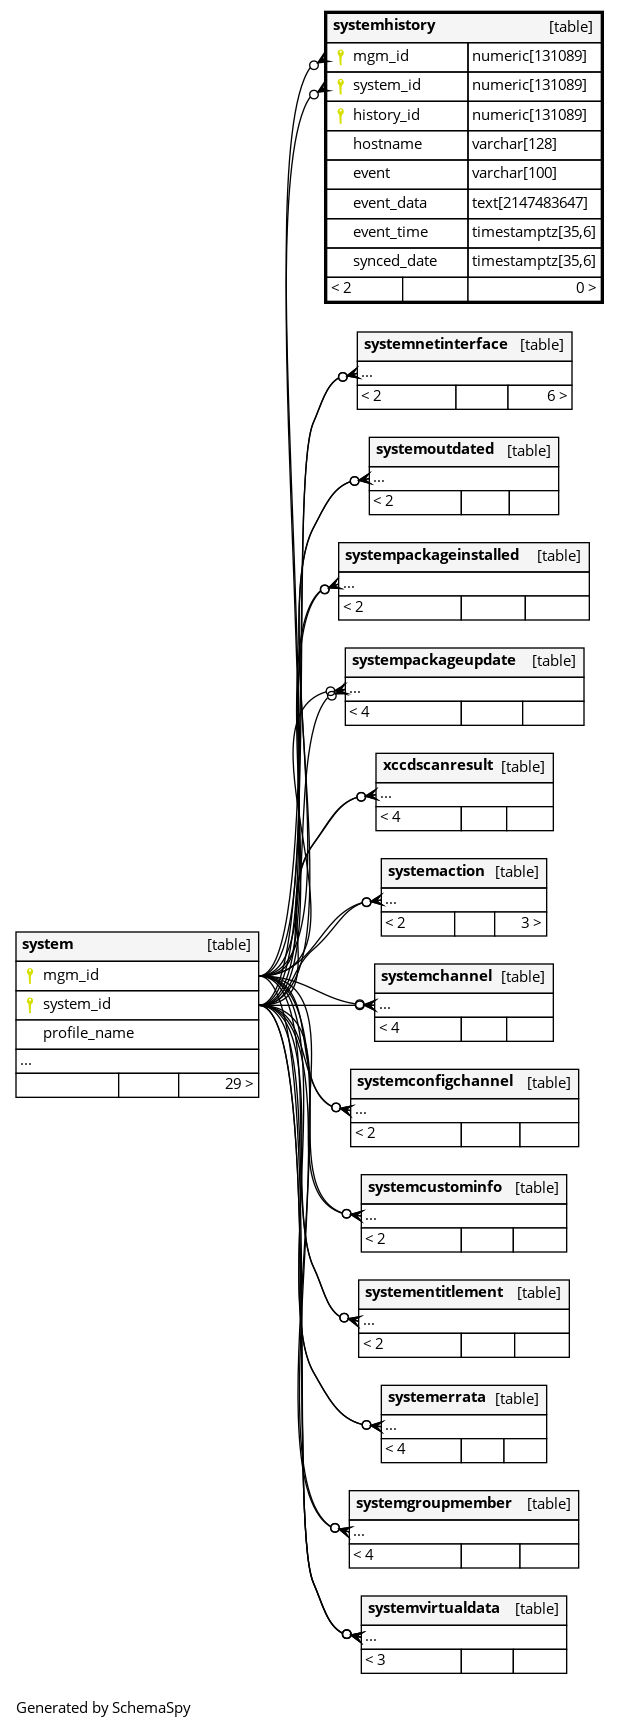 systemhistory [table]
mgm_id numeric[131089]
system_id numeric[131089]
history_id numeric[131089]
hostname varchar[128]
event varchar[100]
event_data text[2147483647]
event_time timestamptz[35,6]
synced_date timestamptz[35,6]
< 2 0 >
systemnetinterface [table]
...
< 2 6 >
systemoutdated [table]
...
< 2
systempackageinstalled [table]
...
< 2
systempackageupdate [table]
...
< 4
xccdscanresult [table]
...
< 4
systemaction [table]
...
< 2 3 >
system [table]
mgm_id
system_id
profile_name
...
29 >
systemchannel [table]
...
< 4
systemconfigchannel [table]
...
< 2
systemcustominfo [table]
...
< 2
systementitlement [table]
...
< 2
systemerrata [table]
...
< 4
systemgroupmember [table]
...
< 4
systemvirtualdata [table]
...
< 3
Generated by SchemaSpy